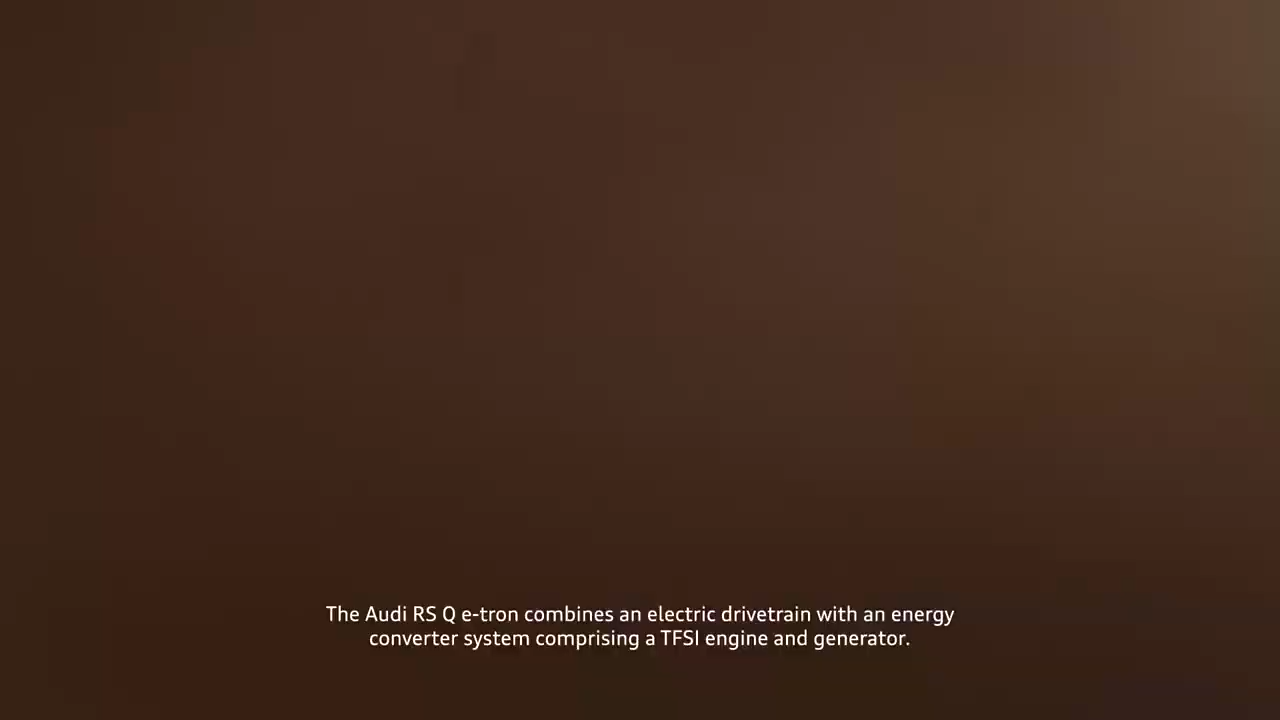 The Audi RS Q e-tron combines an electric drivetrain with an energy
converter system comprising a TFSI engine and generator.